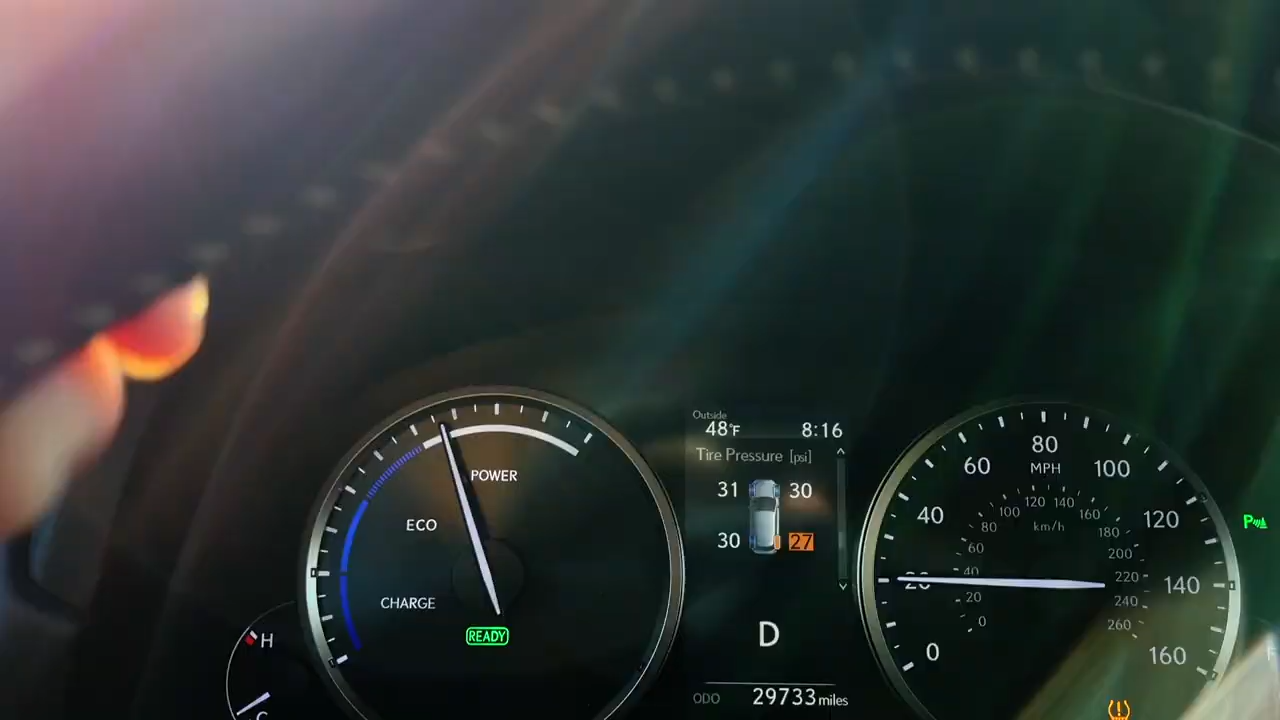 Outside
48°F 8:16
Tire Pressure [psi]
31 30
30 27
D
ODO 29733 miles
POWER
ECO
CHARGE
READY
H
C
0
20
40
60
80
100
120
140
160
MPH
km/h
0
20
40
60
80
100
120
140
160
180
200
220
240
260
P